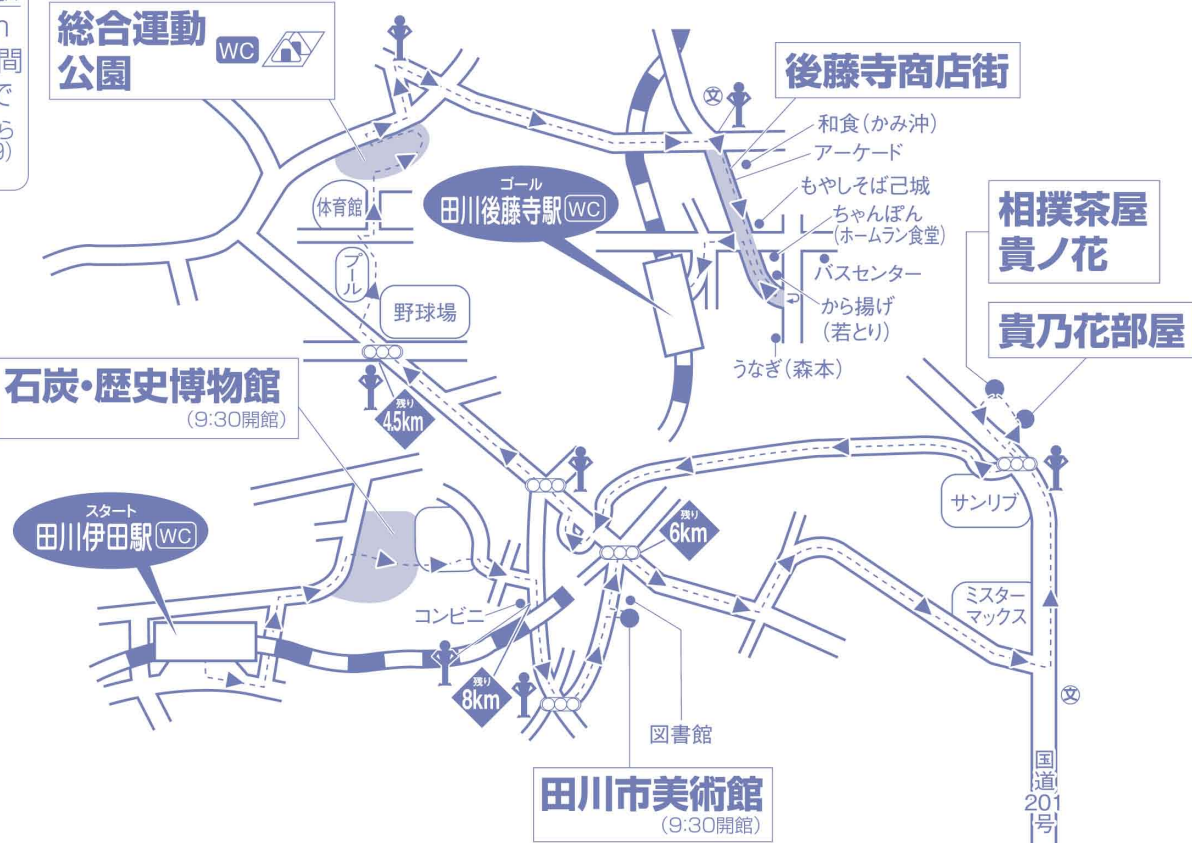 間
で
ら
総合運動
公園
WC
後藤寺商店街
文
和食(かみ沖)
アーケード
もやしそば己城
ちゃんぽん
(ホームラン食堂)
バスセンター
から揚げ
(若とり)
うなぎ(森本)
ゴール
田川後藤寺駅 WC
体育館
プール
野球場
相撲茶屋
貴ノ花
貴乃花部屋
石炭・歴史博物館
(9:30開館)
残り
4.5km
サンリブ
スタート
田川伊田駅 WC
残り
6km
コンビニ
ミスター
マックス
残り
8km
文
図書館
田川市美術館
(9:30開館)
国道201号